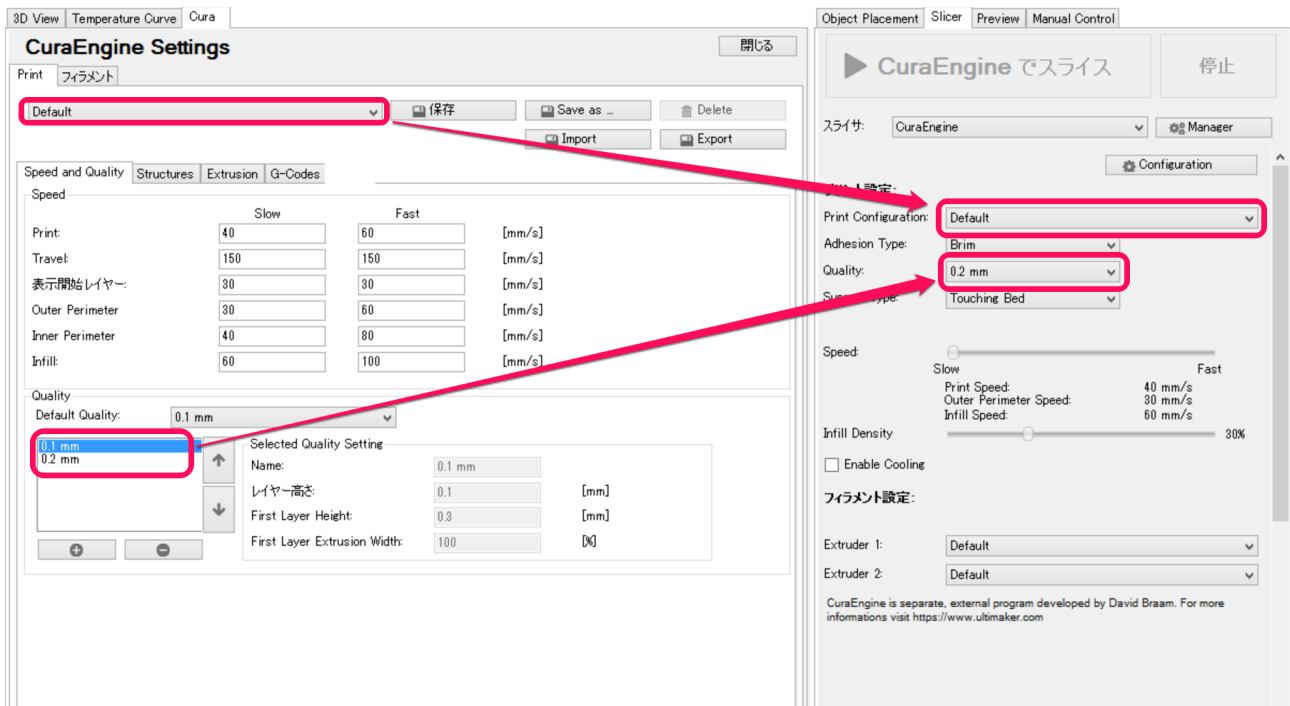 3D View Temperature Curve Cura
CuraEngine Settings
閉じる
Print フィラメント
Default
保存 Save as ... Delete
Import Export
Speed and Quality Structures Extrusion G-Codes
Speed
Slow Fast
Print: 40 60 [mm/s]
Travel: 150 150 [mm/s]
表示開始レイヤー: 30 30 [mm/s]
Outer Perimeter 30 60 [mm/s]
Inner Perimeter 40 80 [mm/s]
Infill: 60 100 [mm/s]
Quality
Default Quality: 0.1 mm
0.1 mm
0.2 mm
Selected Quality Setting
Name: 0.1 mm
レイヤー高さ: 0.1 [mm]
First Layer Height: 0.3 [mm]
First Layer Extrusion Width: 100 [%]
Object Placement Slicer Preview Manual Control
CuraEngine でスライス 停止
スライサ: CuraEngine Manager
Configuration
設定:
Print Configuration: Default
Adhesion Type: Brim
Quality: 0.2 mm
Type: Touching Bed
Speed:
Slow Fast
Print Speed: 40 mm/s
Outer Perimeter Speed: 30 mm/s
Infill Speed: 60 mm/s
Infill Density 30%
Enable Cooling
フィラメント設定:
Extruder 1: Default
Extruder 2: Default
CuraEngine is separate, external program developed by David Braam. For more
informations visit https://www.ultimaker.com